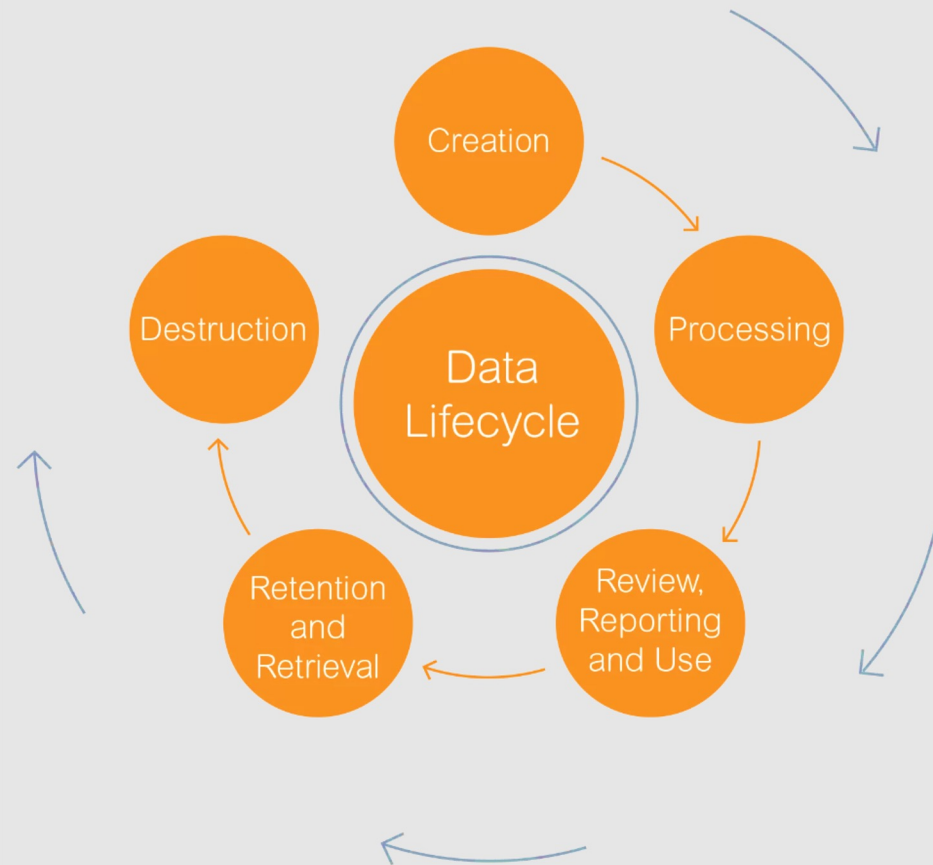 Creation
Processing
Review,
Reporting
and Use
Retention
and
Retrieval
Destruction
Data
Lifecycle